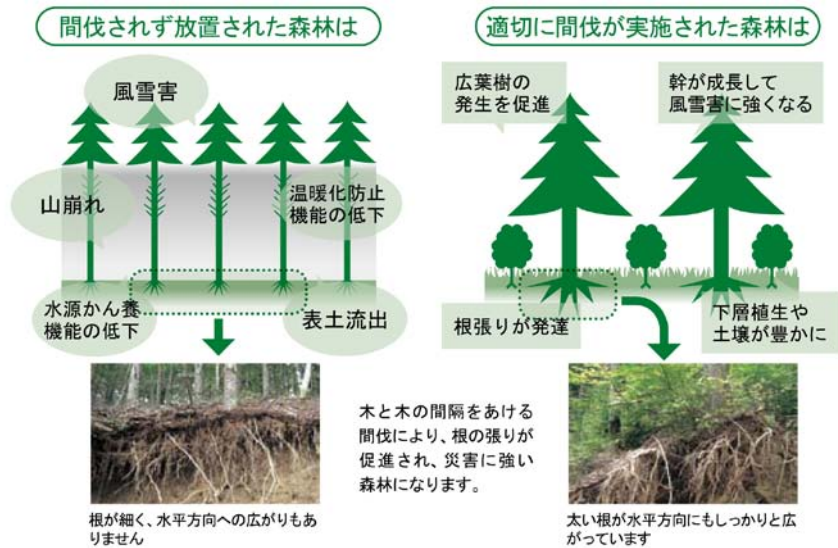 間伐されず放置された森林は
風雪害
山崩れ
温暖化防止
機能の低下
水源かん養
機能の低下
表土流出
根が細く、水平方向への広がりもあ
りません
木と木の間隔をあける
間伐により、根の張りが
促進され、災害に強い
森林になります。
適切に間伐が実施された森林は
広葉樹の
発生を促進
幹が成長して
風雪害に強くなる
根張りが発達
下層植生や
土壌が豊かに
太い根が水平方向にもしっかりと広
がっています